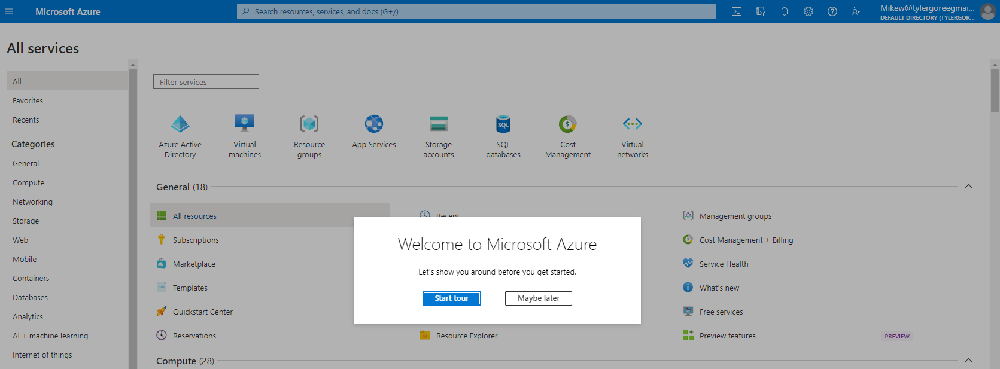 Microsoft Azure
Search resources, services, and docs (G+/)
Mikew@tylergoreegmai...
DEFAULT DIRECTORY (TYLERGOR...
All services
All
Favorites
Recents
Categories
General
Compute
Networking
Storage
Web
Mobile
Containers
Databases
Analytics
AI + machine learning
Internet of things
Filter services
Azure Active
Directory
Virtual
machines
Resource
groups
App Services
Storage
accounts
SQL
SQL
databases
Cost
Management
Virtual
networks
General (18)
All resources
Recent
Management groups
Subscriptions
Cost Management + Billing
Marketplace
Service Health
Templates
What's new
Quickstart Center
Free services
Reservations
Resource Explorer
Preview features
PREVIEW
Compute (28)
Welcome to Microsoft Azure
Let's show you around before you get started.
Start tour
Maybe later